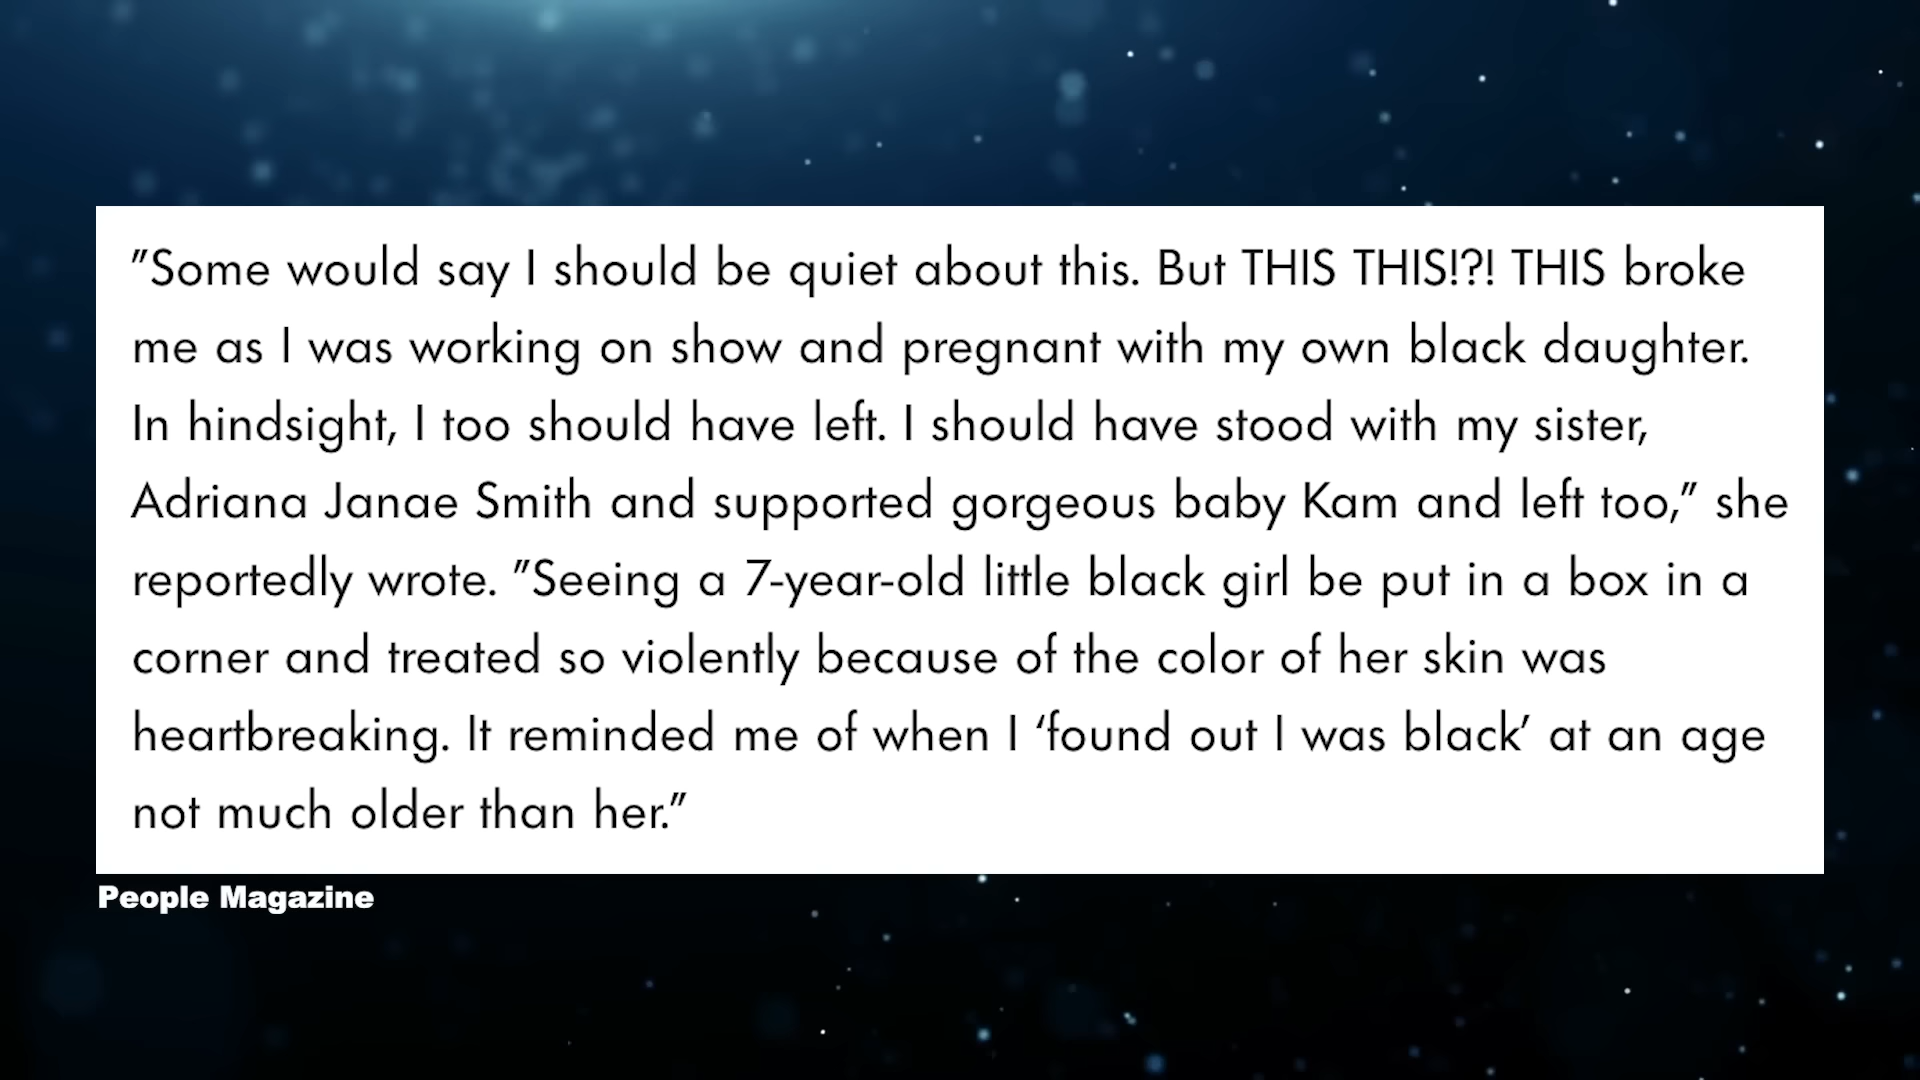 "Some would say I should be quiet about this. But THIS THIS!?! THIS broke
me as I was working on show and pregnant with my own black daughter.
In hindsight, I too should have left. I should have stood with my sister,
Adriana Janae Smith and supported gorgeous baby Kam and left too,” she
reportedly wrote. "Seeing a 7-year-old little black girl be put in a box in a
corner and treated so violently because of the color of her skin was
heartbreaking. It reminded me of when I ‘found out I was black’ at an age
not much older than her.”
People Magazine